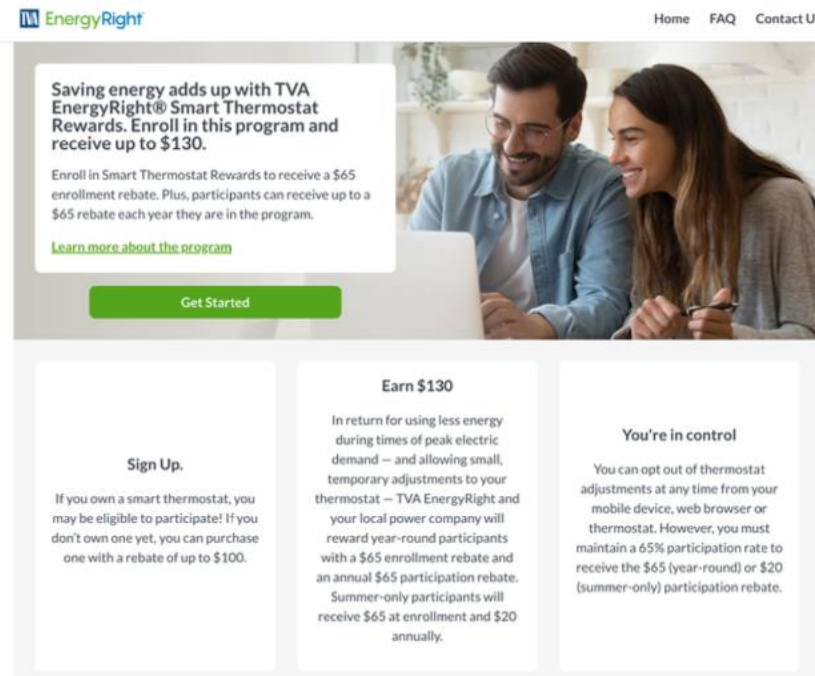 TVA EnergyRight
Home FAQ Contact U
Saving energy adds up with TVA
EnergyRight® Smart Thermostat
Rewards. Enroll in this program and
receive up to $130.
Enroll in Smart Thermostat Rewards to receive a $65
enrollment rebate. Plus, participants can receive up to a
$65 rebate each year they are in the program.
Learn more about the program
Get Started
Sign Up.
If you own a smart thermostat, you
may be eligible to participate! If you
don't own one yet, you can purchase
one with a rebate of up to $100.
Earn $130
In return for using less energy
during times of peak electric
demand — and allowing small,
temporary adjustments to your
thermostat — TVA EnergyRight and
your local power company will
reward year-round participants
with a $65 enrollment rebate and
an annual $65 participation rebate.
Summer-only participants will
receive $65 at enrollment and $20
annually.
You're in control
You can opt out of thermostat
adjustments at any time from your
mobile device, web browser or
thermostat. However, you must
maintain a 65% participation rate to
receive the $65 (year-round) or $20
(summer-only) participation rebate.